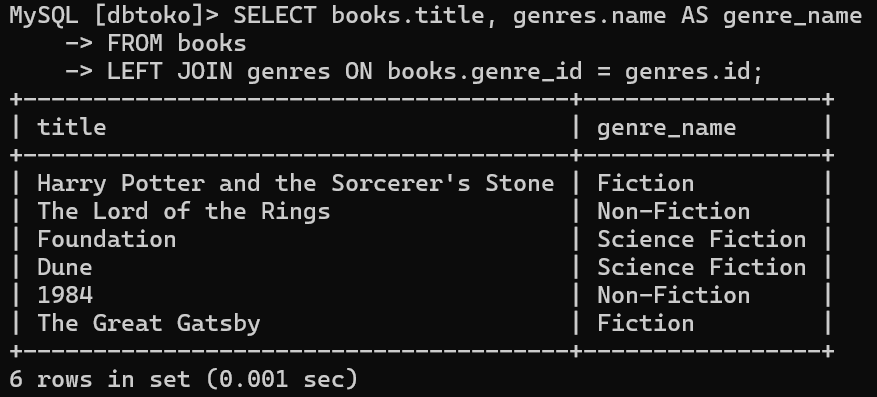 MySQL [dbtoko]> SELECT books.title, genres.name AS genre_name
    -> FROM books
    -> LEFT JOIN genres ON books.genre_id = genres.id;
+----------------------------------------+-----------------+
| title                                  | genre_name      |
+----------------------------------------+-----------------+
| Harry Potter and the Sorcerer's Stone | Fiction         |
| The Lord of the Rings                  | Non-Fiction     |
| Foundation                             | Science Fiction |
| Dune                                   | Science Fiction |
| 1984                                   | Non-Fiction     |
| The Great Gatsby                       | Fiction         |
+----------------------------------------+-----------------+
6 rows in set (0.001 sec)